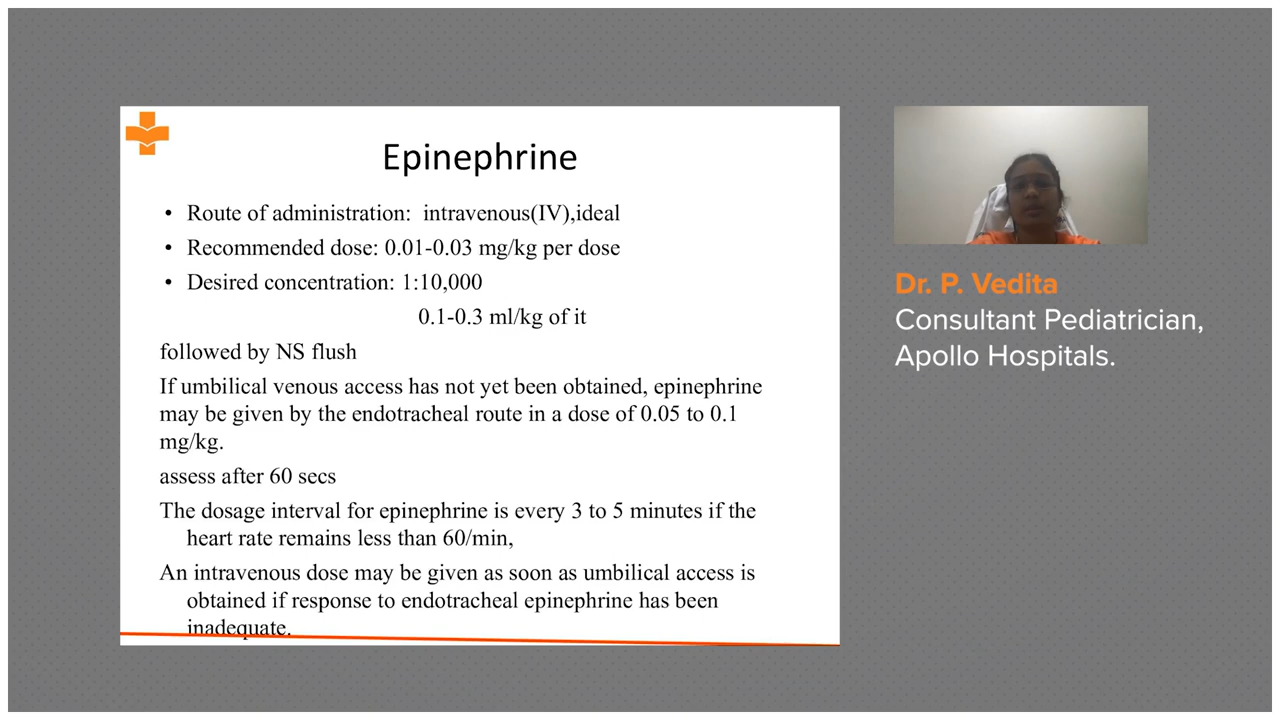 Epinephrine
• Route of administration: intravenous(IV),ideal
• Recommended dose: 0.01-0.03 mg/kg per dose
• Desired concentration: 1:10,000
0.1-0.3 ml/kg of it
followed by NS flush
If umbilical venous access has not yet been obtained, epinephrine
may be given by the endotracheal route in a dose of 0.05 to 0.1
mg/kg.
assess after 60 secs
The dosage interval for epinephrine is every 3 to 5 minutes if the
heart rate remains less than 60/min,
An intravenous dose may be given as soon as umbilical access is
obtained if response to endotracheal epinephrine has been
inadequate.
Dr. P. Vedita
Consultant Pediatrician,
Apollo Hospitals.